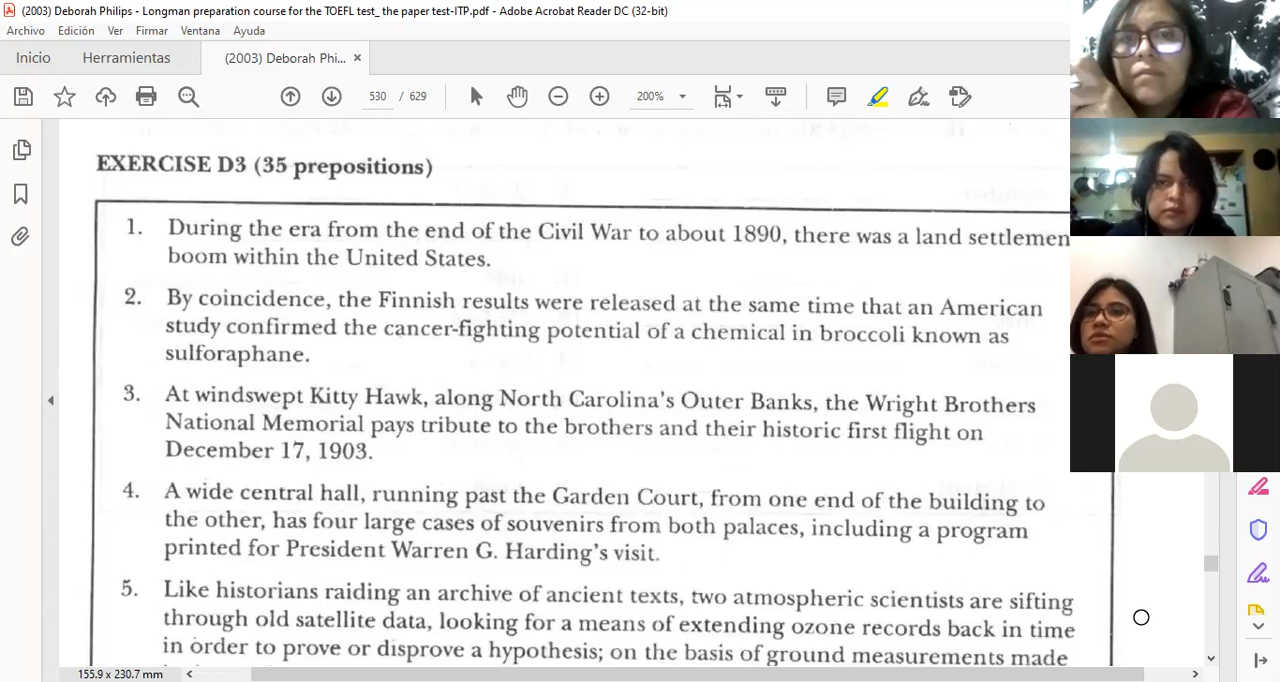 (2003) Deborah Philips - Longman preparation course for the TOEFL test_ the paper test-ITP.pdf - Adobe Acrobat Reader DC (32-bit)
Archivo Edición Ver Firmar Ventana Ayuda
Inicio Herramientas (2003) Deborah Phi... ×
530 / 629 200%
EXERCISE D3 (35 prepositions)
1. During the era from the end of the Civil War to about 1890, there was a land settlemen
boom within the United States.
2. By coincidence, the Finnish results were released at the same time that an American
study confirmed the cancer-fighting potential of a chemical in broccoli known as
sulforaphane.
3. At windswept Kitty Hawk, along North Carolina's Outer Banks, the Wright Brothers
National Memorial pays tribute to the brothers and their historic first flight on
December 17, 1903.
4. A wide central hall, running past the Garden Court, from one end of the building to
the other, has four large cases of souvenirs from both palaces, including a program
printed for President Warren G. Harding's visit.
5. Like historians raiding an archive of ancient texts, two atmospheric scientists are sifting
through old satellite data, looking for a means of extending ozone records back in time
in order to prove or disprove a hypothesis; on the basis of ground measurements made
155.9 x 230.7 mm